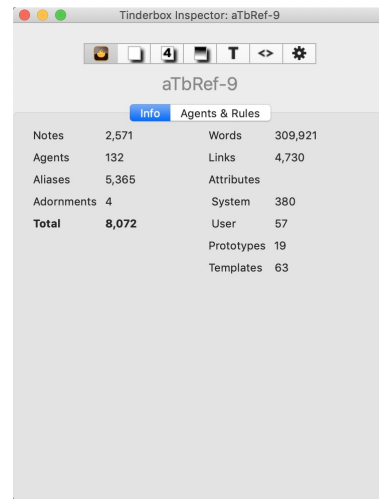 Tinderbox Inspector: aTbRef-9
4 T <>
aTbRef-9
Info Agents & Rules
Notes 2,571 Words 309,921
Agents 132 Links 4,730
Aliases 5,365 Attributes
Adornments 4 System 380
Total 8,072 User 57
Prototypes 19
Templates 63